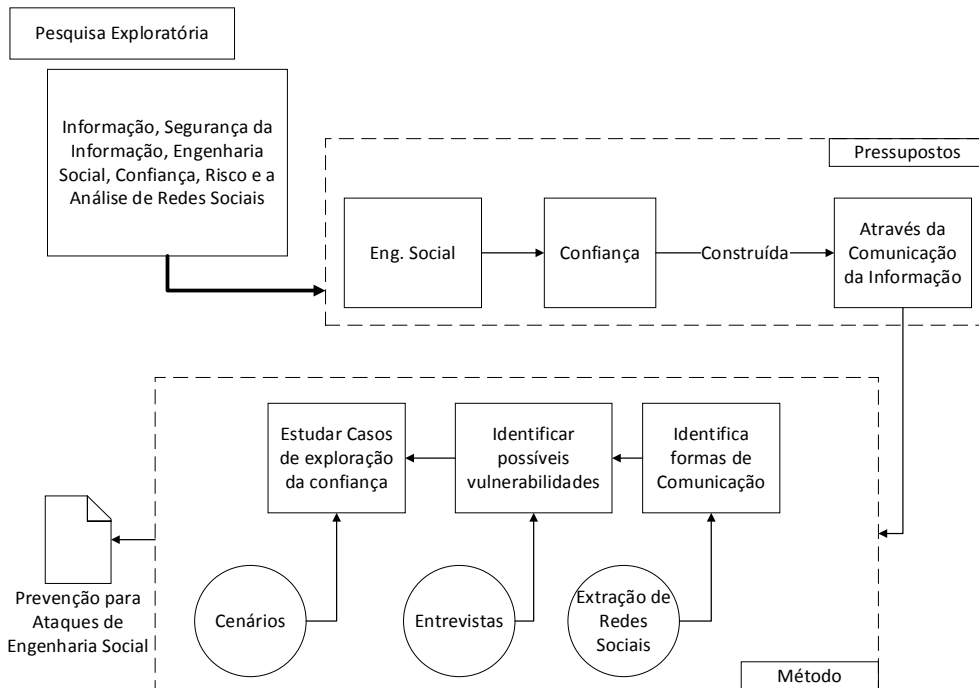 Pesquisa Exploratória
Informação, Segurança da
Informação, Engenharia
Social, Confiança, Risco e a
Análise de Redes Sociais
Pressupostos
Eng. Social
Confiança
Construída
Através da
Comunicação
da Informação
Estudar Casos
de exploração
da confiança
Identificar
possíveis
vulnerabilidades
Identifica
formas de
Comunicação
Prevenção para
Ataques de
Engenharia Social
Cenários
Entrevistas
Extração de
Redes
Sociais
Método